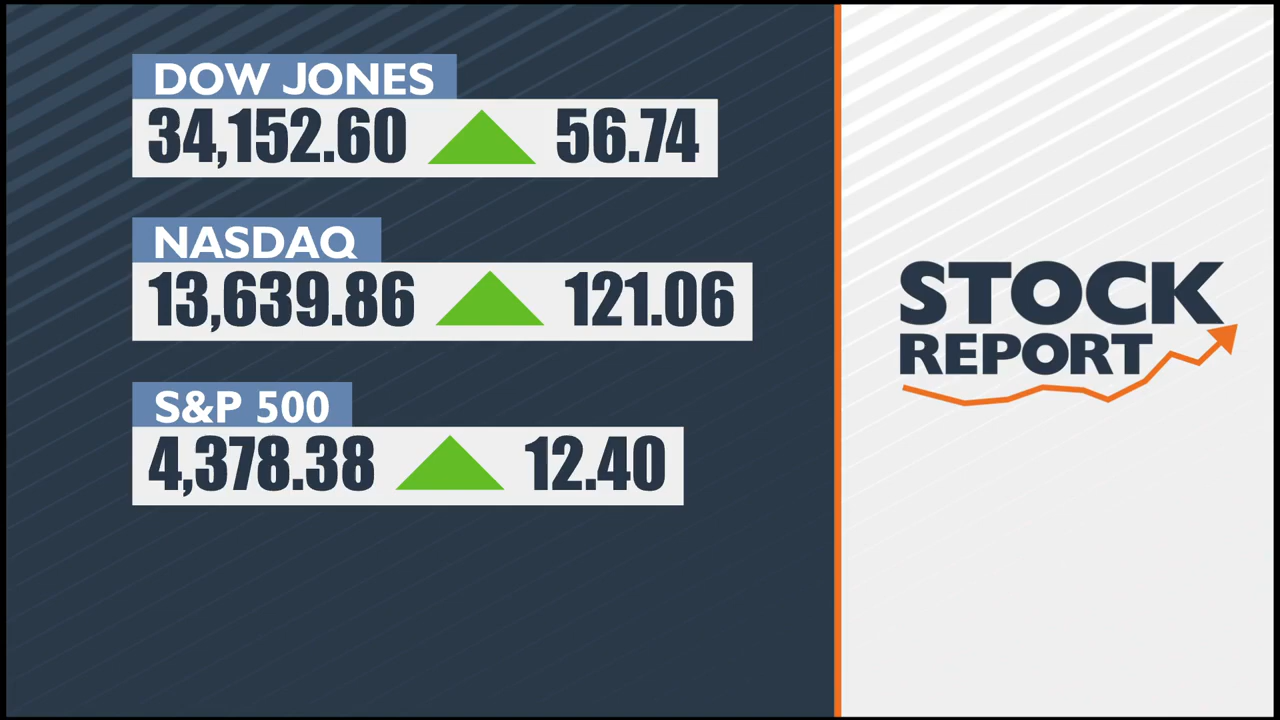 DOW JONES
34,152.60 56.74
NASDAQ
13,639.86 121.06
S&P 500
4,378.38 12.40
STOCK
REPORT